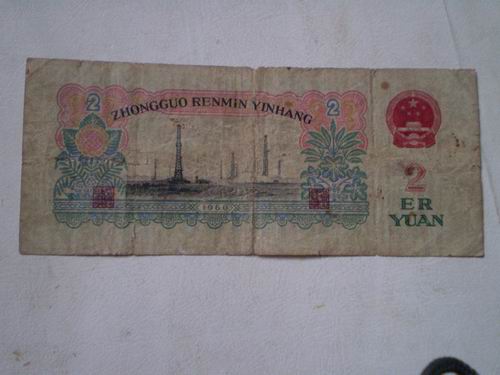 2
ZHONGGUO RENMIN YINHANG
2
1960
2
ER
YUAN